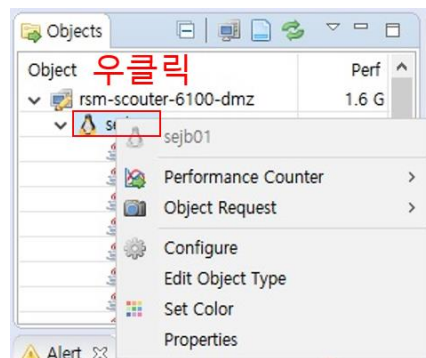 Objects
Object 우클릭 Perf
rsm-scouter-6100-dmz 1.6 G
sejb01
Performance Counter
Object Request
Configure
Edit Object Type
Set Color
Properties
Alert